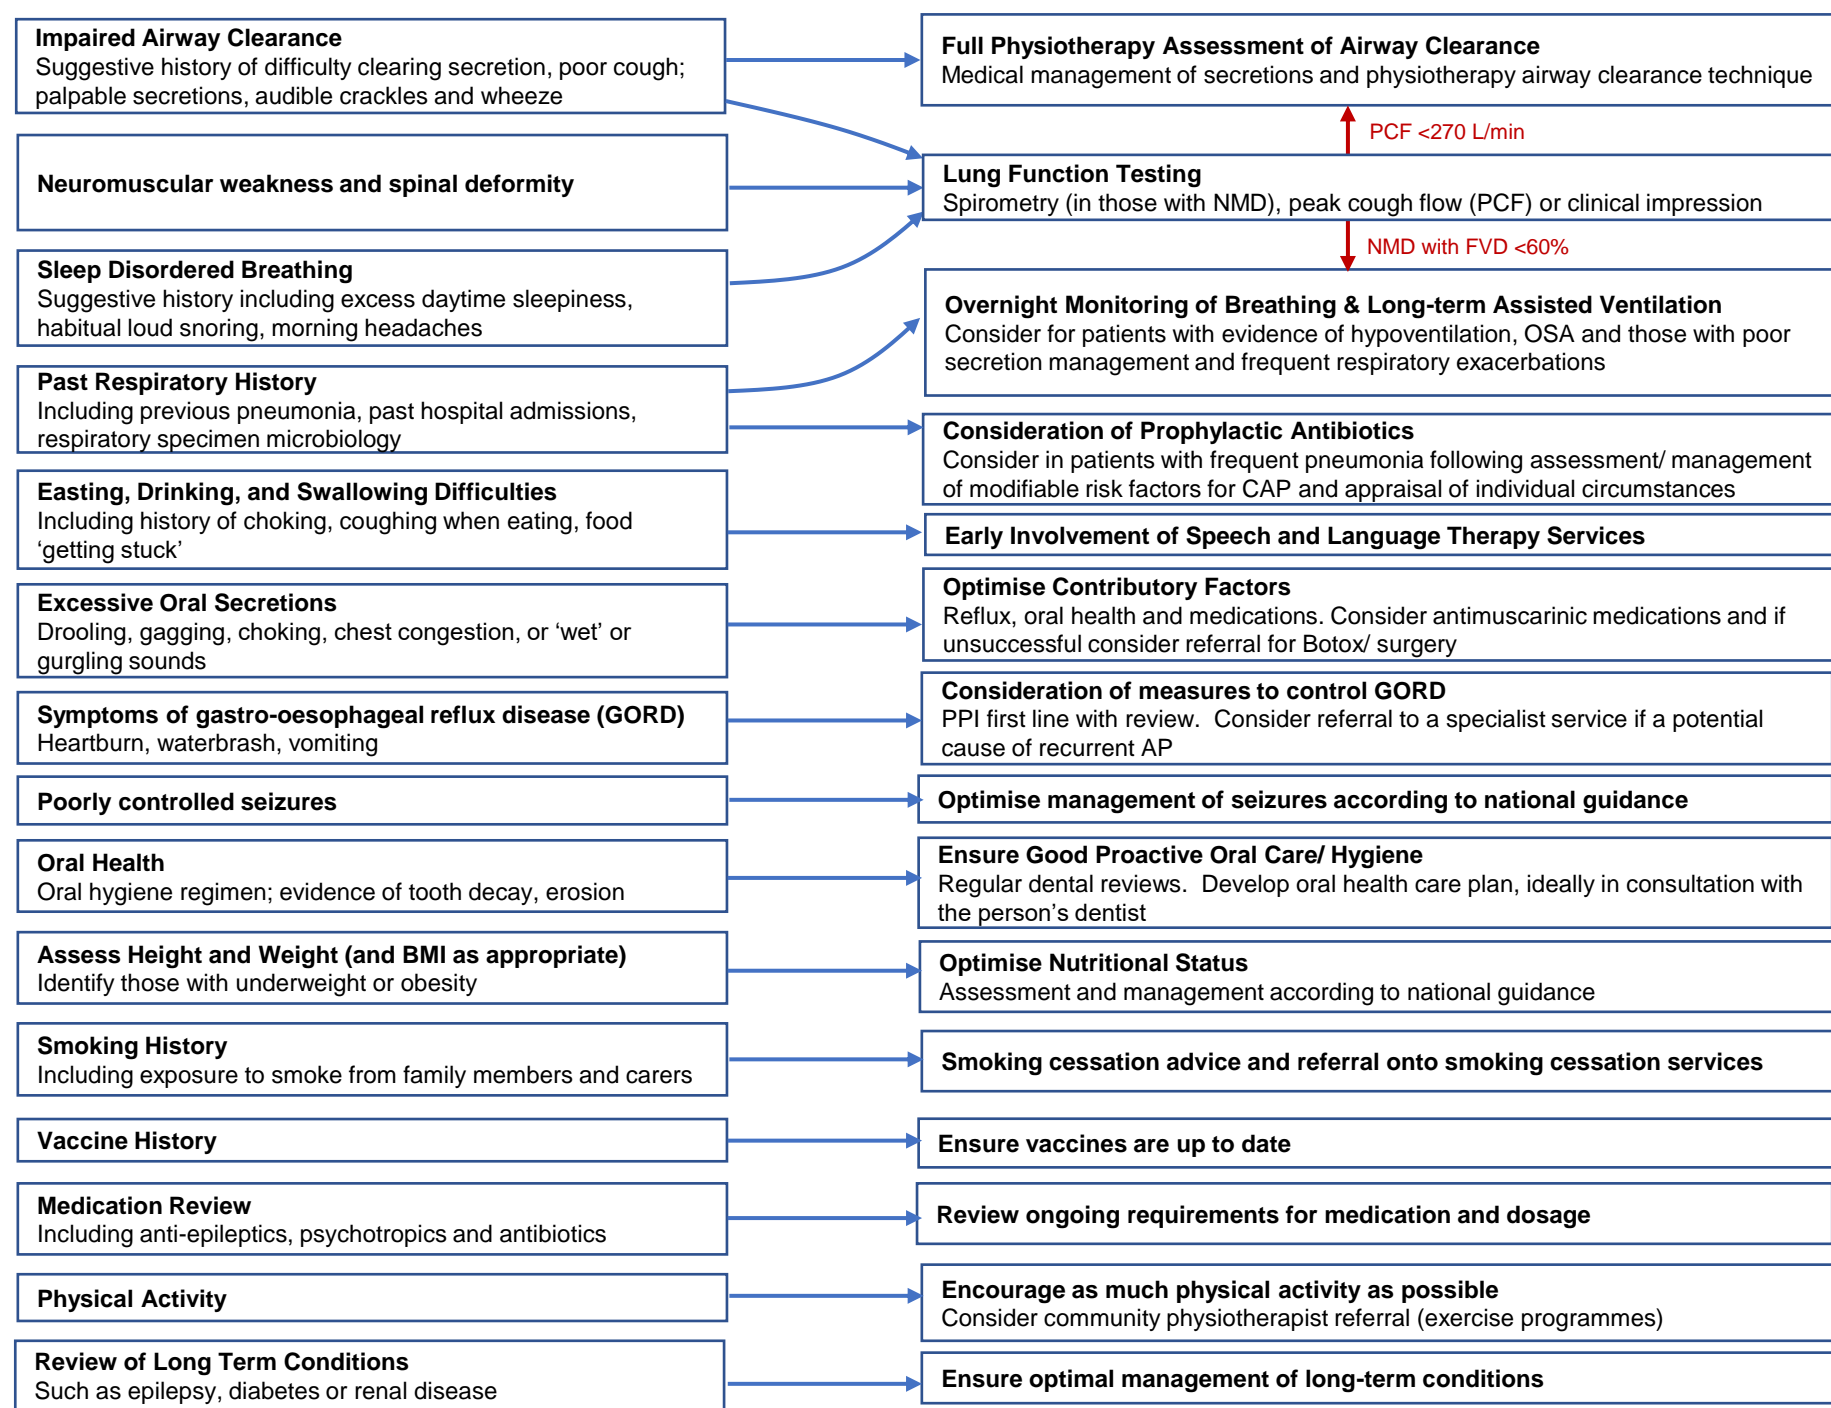 Impaired Airway Clearance
Suggestive history of difficulty clearing secretion, poor cough;
palpable secretions, audible crackles and wheeze
Full Physiotherapy Assessment of Airway Clearance
Medical management of secretions and physiotherapy airway clearance technique
PCF <270 L/min
Neuromuscular weakness and spinal deformity
Lung Function Testing
Spirometry (in those with NMD), peak cough flow (PCF) or clinical impression
NMD with FVD <60%
Sleep Disordered Breathing
Suggestive history including excess daytime sleepiness,
habitual loud snoring, morning headaches
Overnight Monitoring of Breathing & Long-term Assisted Ventilation
Consider for patients with evidence of hypoventilation, OSA and those with poor
secretion management and frequent respiratory exacerbations
Past Respiratory History
Including previous pneumonia, past hospital admissions,
respiratory specimen microbiology
Consideration of Prophylactic Antibiotics
Consider in patients with frequent pneumonia following assessment/ management
of modifiable risk factors for CAP and appraisal of individual circumstances
Easting, Drinking, and Swallowing Difficulties
Including history of choking, coughing when eating, food
‘getting stuck’
Early Involvement of Speech and Language Therapy Services
Excessive Oral Secretions
Drooling, gagging, choking, chest congestion, or ‘wet’ or
gurgling sounds
Optimise Contributory Factors
Reflux, oral health and medications. Consider antimuscarinic medications and if
unsuccessful consider referral for Botox/ surgery
Symptoms of gastro-oesophageal reflux disease (GORD)
Heartburn, waterbrash, vomiting
Consideration of measures to control GORD
PPI first line with review.  Consider referral to a specialist service if a potential
cause of recurrent AP
Poorly controlled seizures
Optimise management of seizures according to national guidance
Oral Health
Oral hygiene regimen; evidence of tooth decay, erosion
Ensure Good Proactive Oral Care/ Hygiene
Regular dental reviews.  Develop oral health care plan, ideally in consultation with
the person’s dentist
Assess Height and Weight (and BMI as appropriate)
Identify those with underweight or obesity
Optimise Nutritional Status
Assessment and management according to national guidance
Smoking History
Including exposure to smoke from family members and carers
Smoking cessation advice and referral onto smoking cessation services
Vaccine History
Ensure vaccines are up to date
Medication Review
Including anti-epileptics, psychotropics and antibiotics
Review ongoing requirements for medication and dosage
Physical Activity
Encourage as much physical activity as possible
Consider community physiotherapist referral (exercise programmes)
Review of Long Term Conditions
Such as epilepsy, diabetes or renal disease
Ensure optimal management of long-term conditions